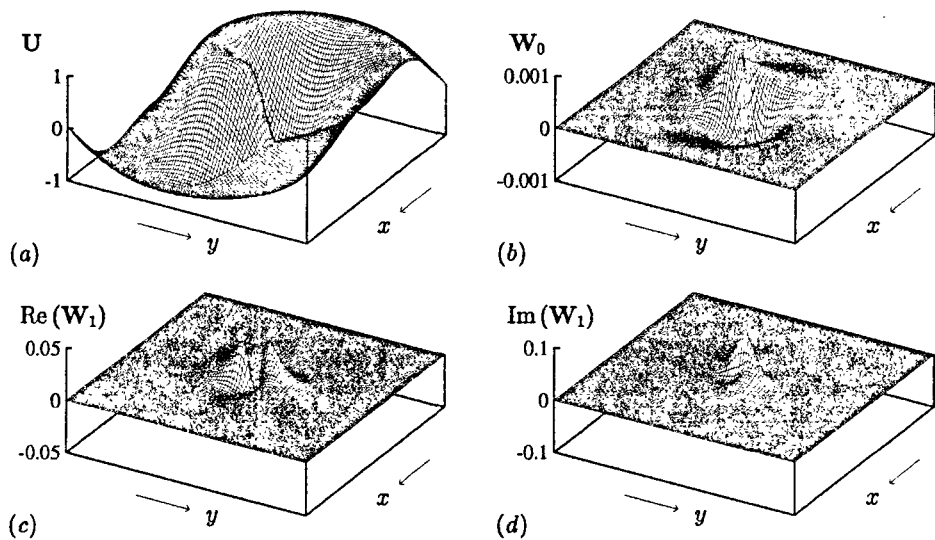 U
1
0
-1
→ y
x
(a)
W₀
0.001
0
-0.001
→ y
x
(b)
Re (W₁)
0.05
0
-0.05
→ y
x
(c)
Im (W₁)
0.1
0
-0.1
→ y
x
(d)